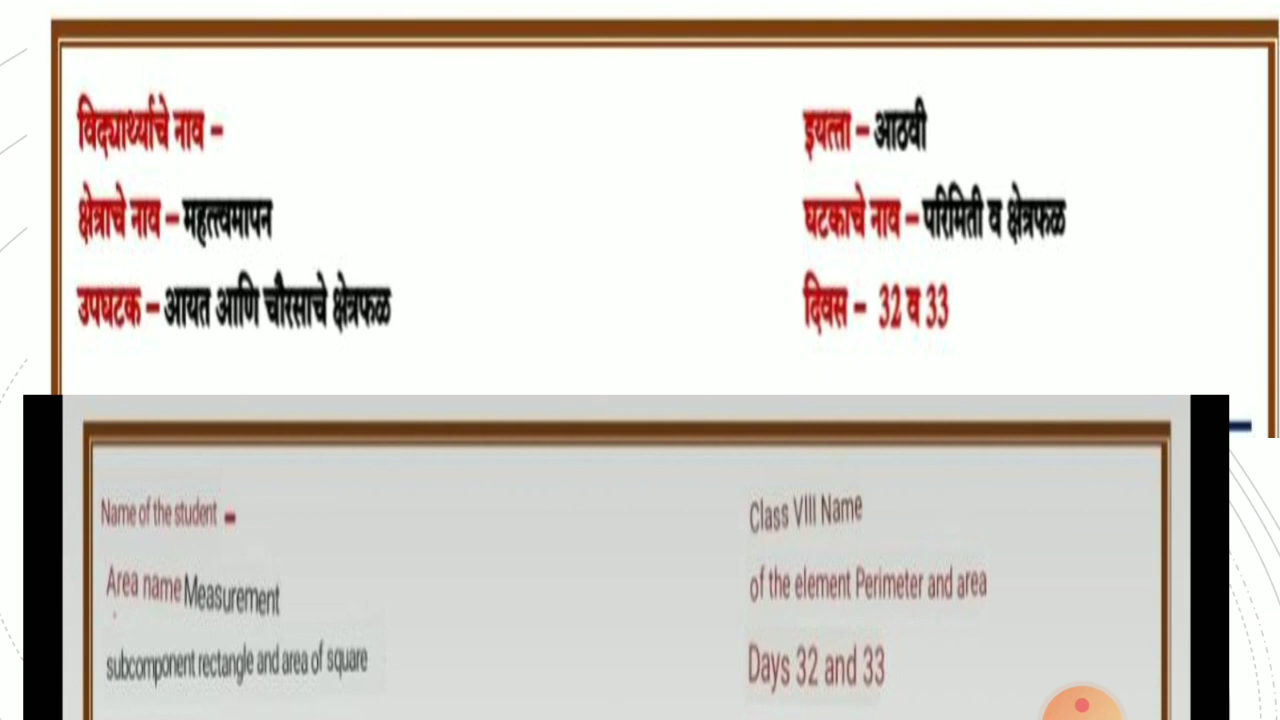 विद्यार्थ्याचे नाव –
इयत्ता – आठवी
क्षेत्राचे नाव – महत्त्वमापन
घटकाचे नाव – परिमिती व क्षेत्रफळ
उपघटक – आयत आणि चौरसाचे क्षेत्रफळ
दिवस – 32 व 33
Name of the student –
Class VIII Name
Area name Measurement
of the element Perimeter and area
subcomponent rectangle and area of square
Days 32 and 33